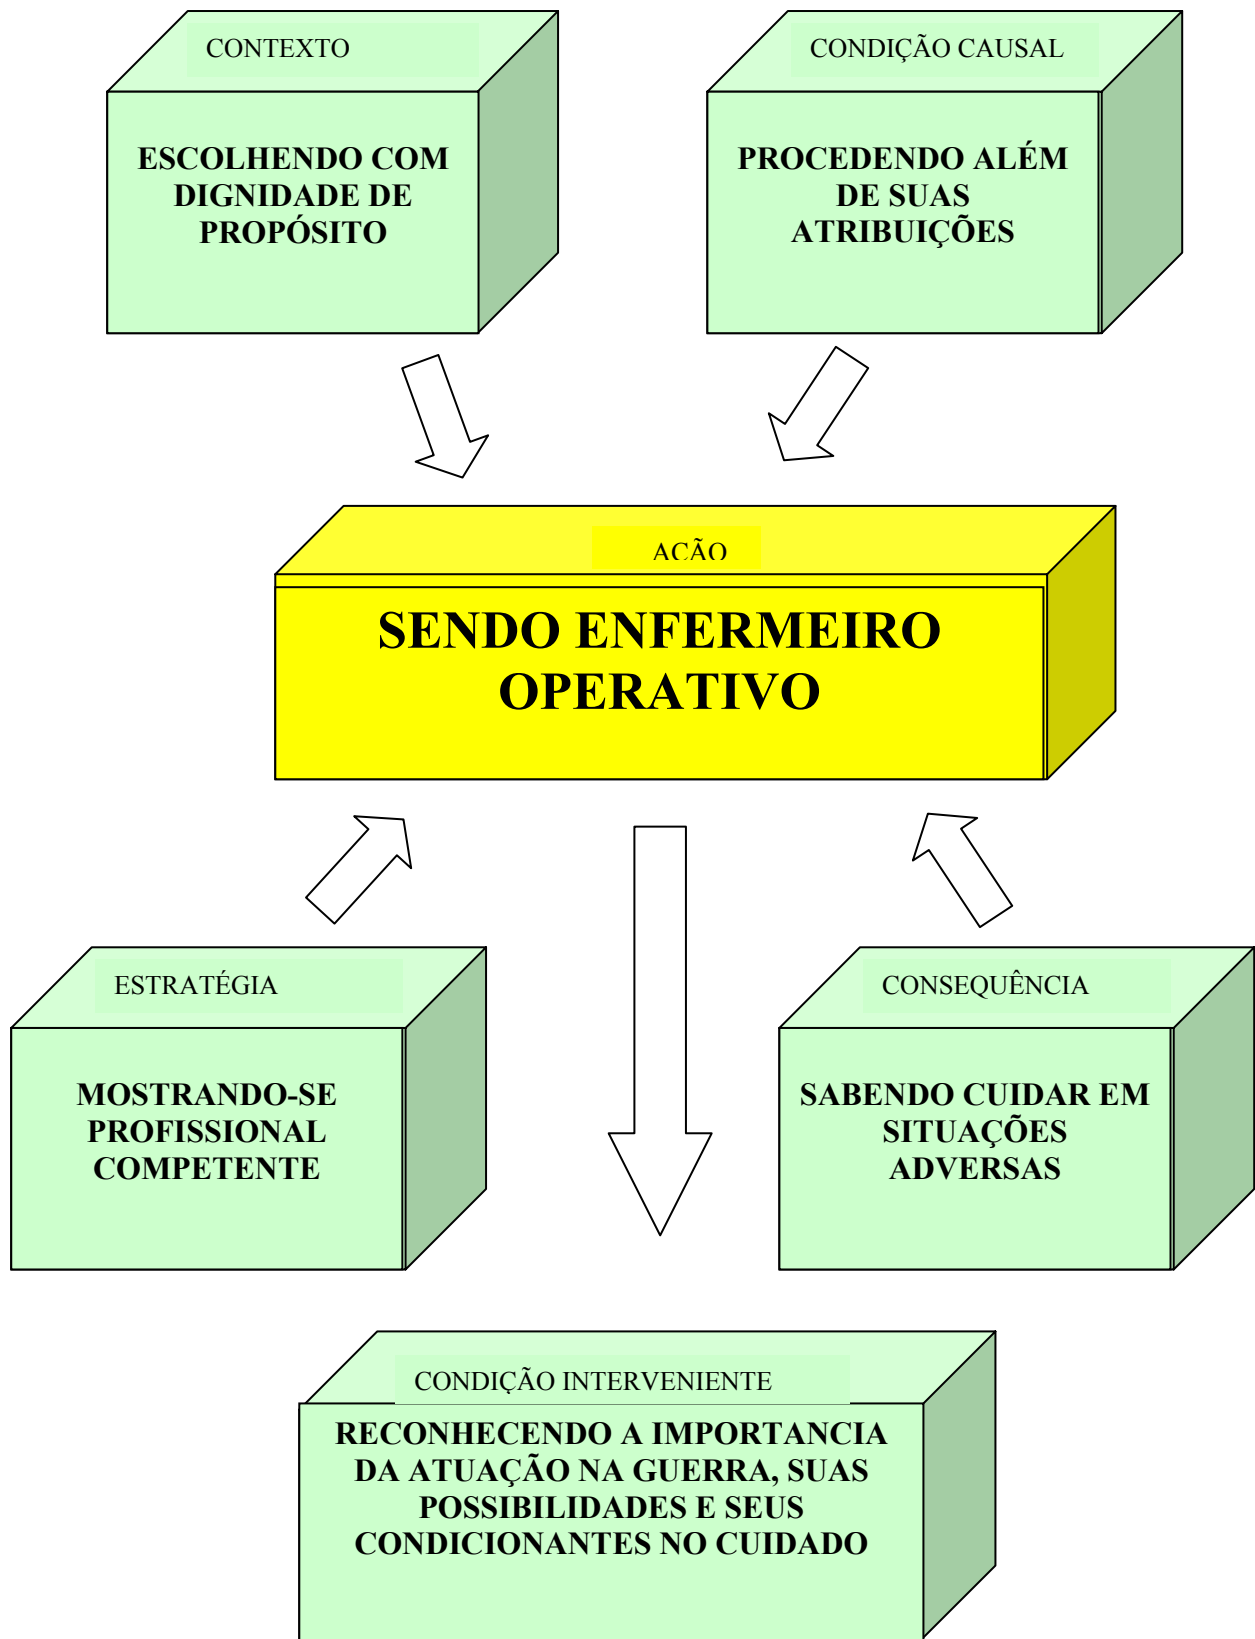 CONTEXTO
ESCOLHENDO COM
DIGNIDADE DE
PROPÓSITO
CONDIÇÃO CAUSAL
PROCEDENDO ALÉM
DE SUAS
ATRIBUIÇÕES
AÇÃO
SENDO ENFERMEIRO
OPERATIVO
ESTRATÉGIA
MOSTRANDO-SE
PROFISSIONAL
COMPETENTE
CONSEQUÊNCIA
SABENDO CUIDAR EM
SITUAÇÕES
ADVERSAS
CONDIÇÃO INTERVENIENTE
RECONHECENDO A IMPORTANCIA
DA ATUAÇÃO NA GUERRA, SUAS
POSSIBILIDADES E SEUS
CONDICIONANTES NO CUIDADO